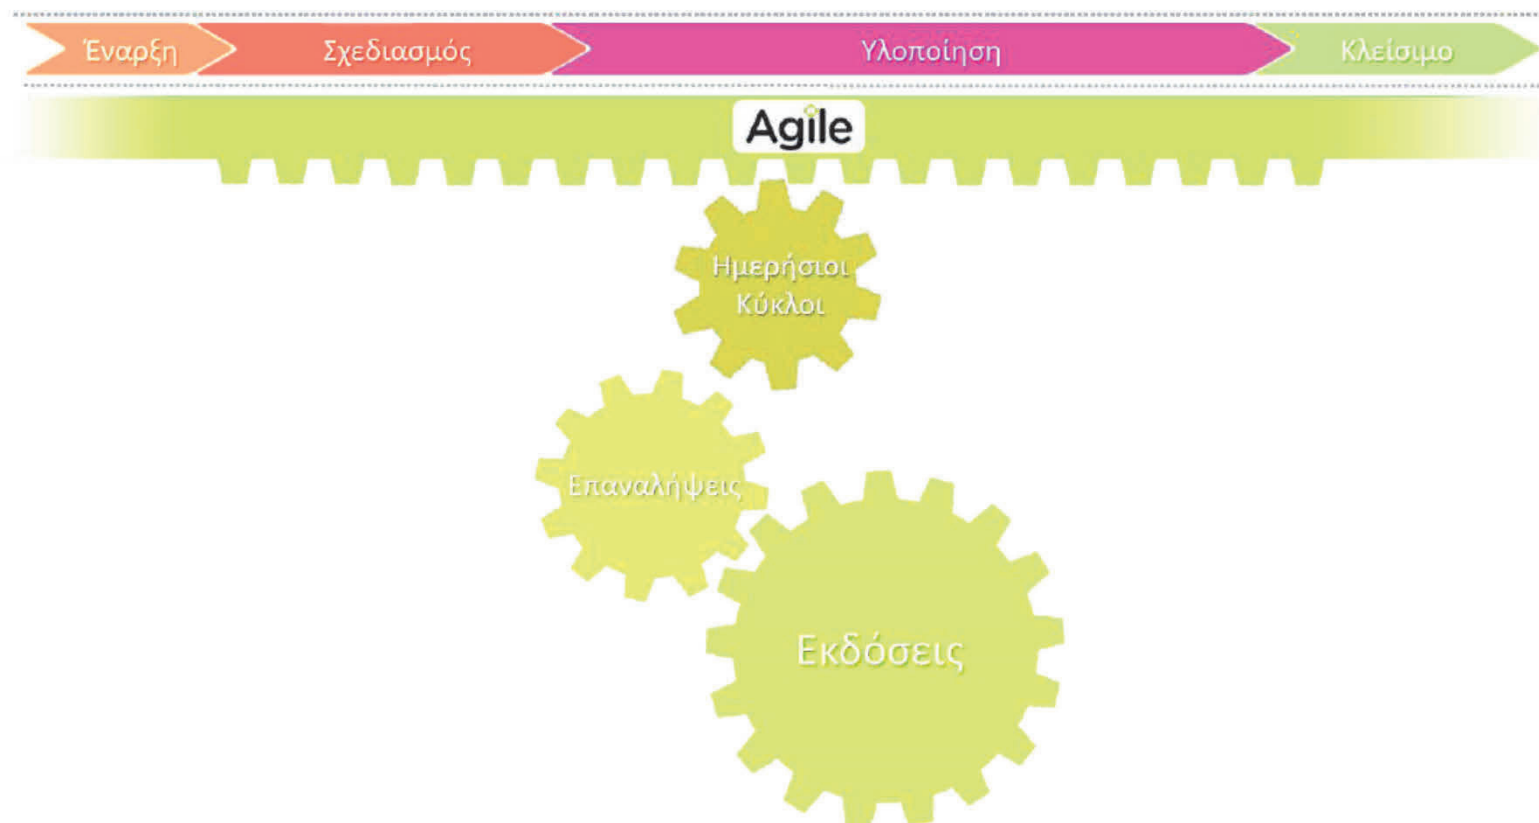 Έναρξη
Σχεδιασμός
Υλοποίηση
Κλείσιμο
Agile
Ημερήσιοι
Κύκλοι
Επαναλήψεις
Εκδόσεις